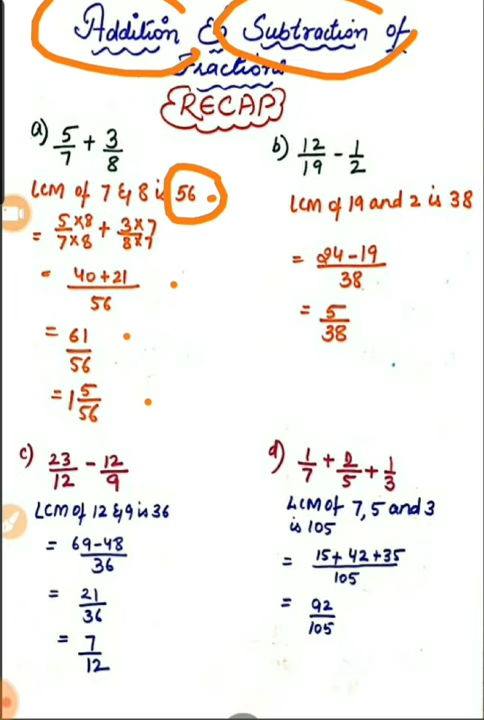 Addition & Subtraction of
Fractions
RECAP
a) 5/7 + 3/8
LCM of 7 & 8 is 56
= 5×8/7×8 + 3×7/8×7
= 40+21/56
= 61/56
= 1 5/56
b) 12/19 - 1/2
LCM of 19 and 2 is 38
= 24-19/38
= 5/38
c) 23/12 - 12/9
LCM of 12 & 9 is 36
= 69-48/36
= 21/36
= 7/12
d) 1/7 + 2/5 + 1/3
LCM of 7, 5 and 3
is 105
= 15+42+35/105
= 92/105